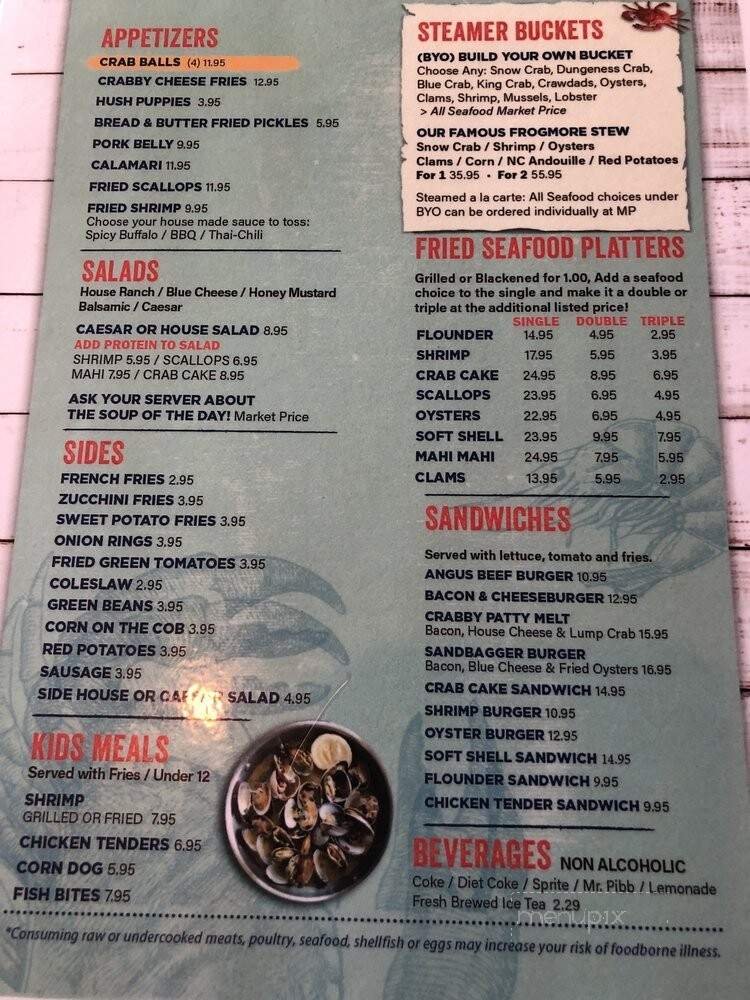 APPETIZERS
CRAB BALLS (4) 11.95
CRABBY CHEESE FRIES 12.95
HUSH PUPPIES 3.95
BREAD & BUTTER FRIED PICKLES 5.95
PORK BELLY 9.95
CALAMARI 11.95
FRIED SCALLOPS 11.95
FRIED SHRIMP 9.95
Choose your house made sauce to toss:
Spicy Buffalo / BBQ / Thai-Chili
SALADS
House Ranch / Blue Cheese / Honey Mustard
Balsamic / Caesar
CAESAR OR HOUSE SALAD 8.95
ADD PROTEIN TO SALAD
SHRIMP 5.95 / SCALLOPS 6.95
MAHI 7.95 / CRAB CAKE 8.95
ASK YOUR SERVER ABOUT
THE SOUP OF THE DAY! Market Price
SIDES
FRENCH FRIES 2.95
ZUCCHINI FRIES 3.95
SWEET POTATO FRIES 3.95
ONION RINGS 3.95
FRIED GREEN TOMATOES 3.95
COLESLAW 2.95
GREEN BEANS 3.95
CORN ON THE COB 3.95
RED POTATOES 3.95
SAUSAGE 3.95
SIDE HOUSE OR CAESAR SALAD 4.95
KIDS MEALS
Served with Fries / Under 12
SHRIMP
GRILLED OR FRIED 7.95
CHICKEN TENDERS 6.95
CORN DOG 5.95
FISH BITES 7.95
STEAMER BUCKETS
(BYO) BUILD YOUR OWN BUCKET
Choose Any: Snow Crab, Dungeness Crab,
Blue Crab, King Crab, Crawdads, Oysters,
Clams, Shrimp, Mussels, Lobster
> All Seafood Market Price
OUR FAMOUS FROGMORE STEW
Snow Crab / Shrimp / Oysters
Clams / Corn / NC Andouille / Red Potatoes
For 1 35.95 • For 2 55.95
Steamed a la carte: All Seafood choices under
BYO can be ordered individually at MP
FRIED SEAFOOD PLATTERS
Grilled or Blackened for 1.00, Add a seafood
choice to the single and make it a double or
triple at the additional listed price!
SINGLE DOUBLE TRIPLE
FLOUNDER 14.95 4.95 2.95
SHRIMP 17.95 5.95 3.95
CRAB CAKE 24.95 8.95 6.95
SCALLOPS 23.95 6.95 4.95
OYSTERS 22.95 6.95 4.95
SOFT SHELL 23.95 9.95 7.95
MAHI MAHI 24.95 7.95 5.95
CLAMS 13.95 5.95 2.95
SANDWICHES
Served with lettuce, tomato and fries.
ANGUS BEEF BURGER 10.95
BACON & CHEESEBURGER 12.95
CRABBY PATTY MELT
Bacon, House Cheese & Lump Crab 15.95
SANDBAGGER BURGER
Bacon, Blue Cheese & Fried Oysters 16.95
CRAB CAKE SANDWICH 14.95
SHRIMP BURGER 10.95
OYSTER BURGER 12.95
SOFT SHELL SANDWICH 14.95
FLOUNDER SANDWICH 9.95
CHICKEN TENDER SANDWICH 9.95
BEVERAGES NON ALCOHOLIC
Coke / Diet Coke / Sprite / Mr. Pibb / Lemonade
Fresh Brewed Ice Tea 2.29
menupix
*Consuming raw or undercooked meats, poultry, seafood, shellfish or eggs may increase your risk of foodborne illness.